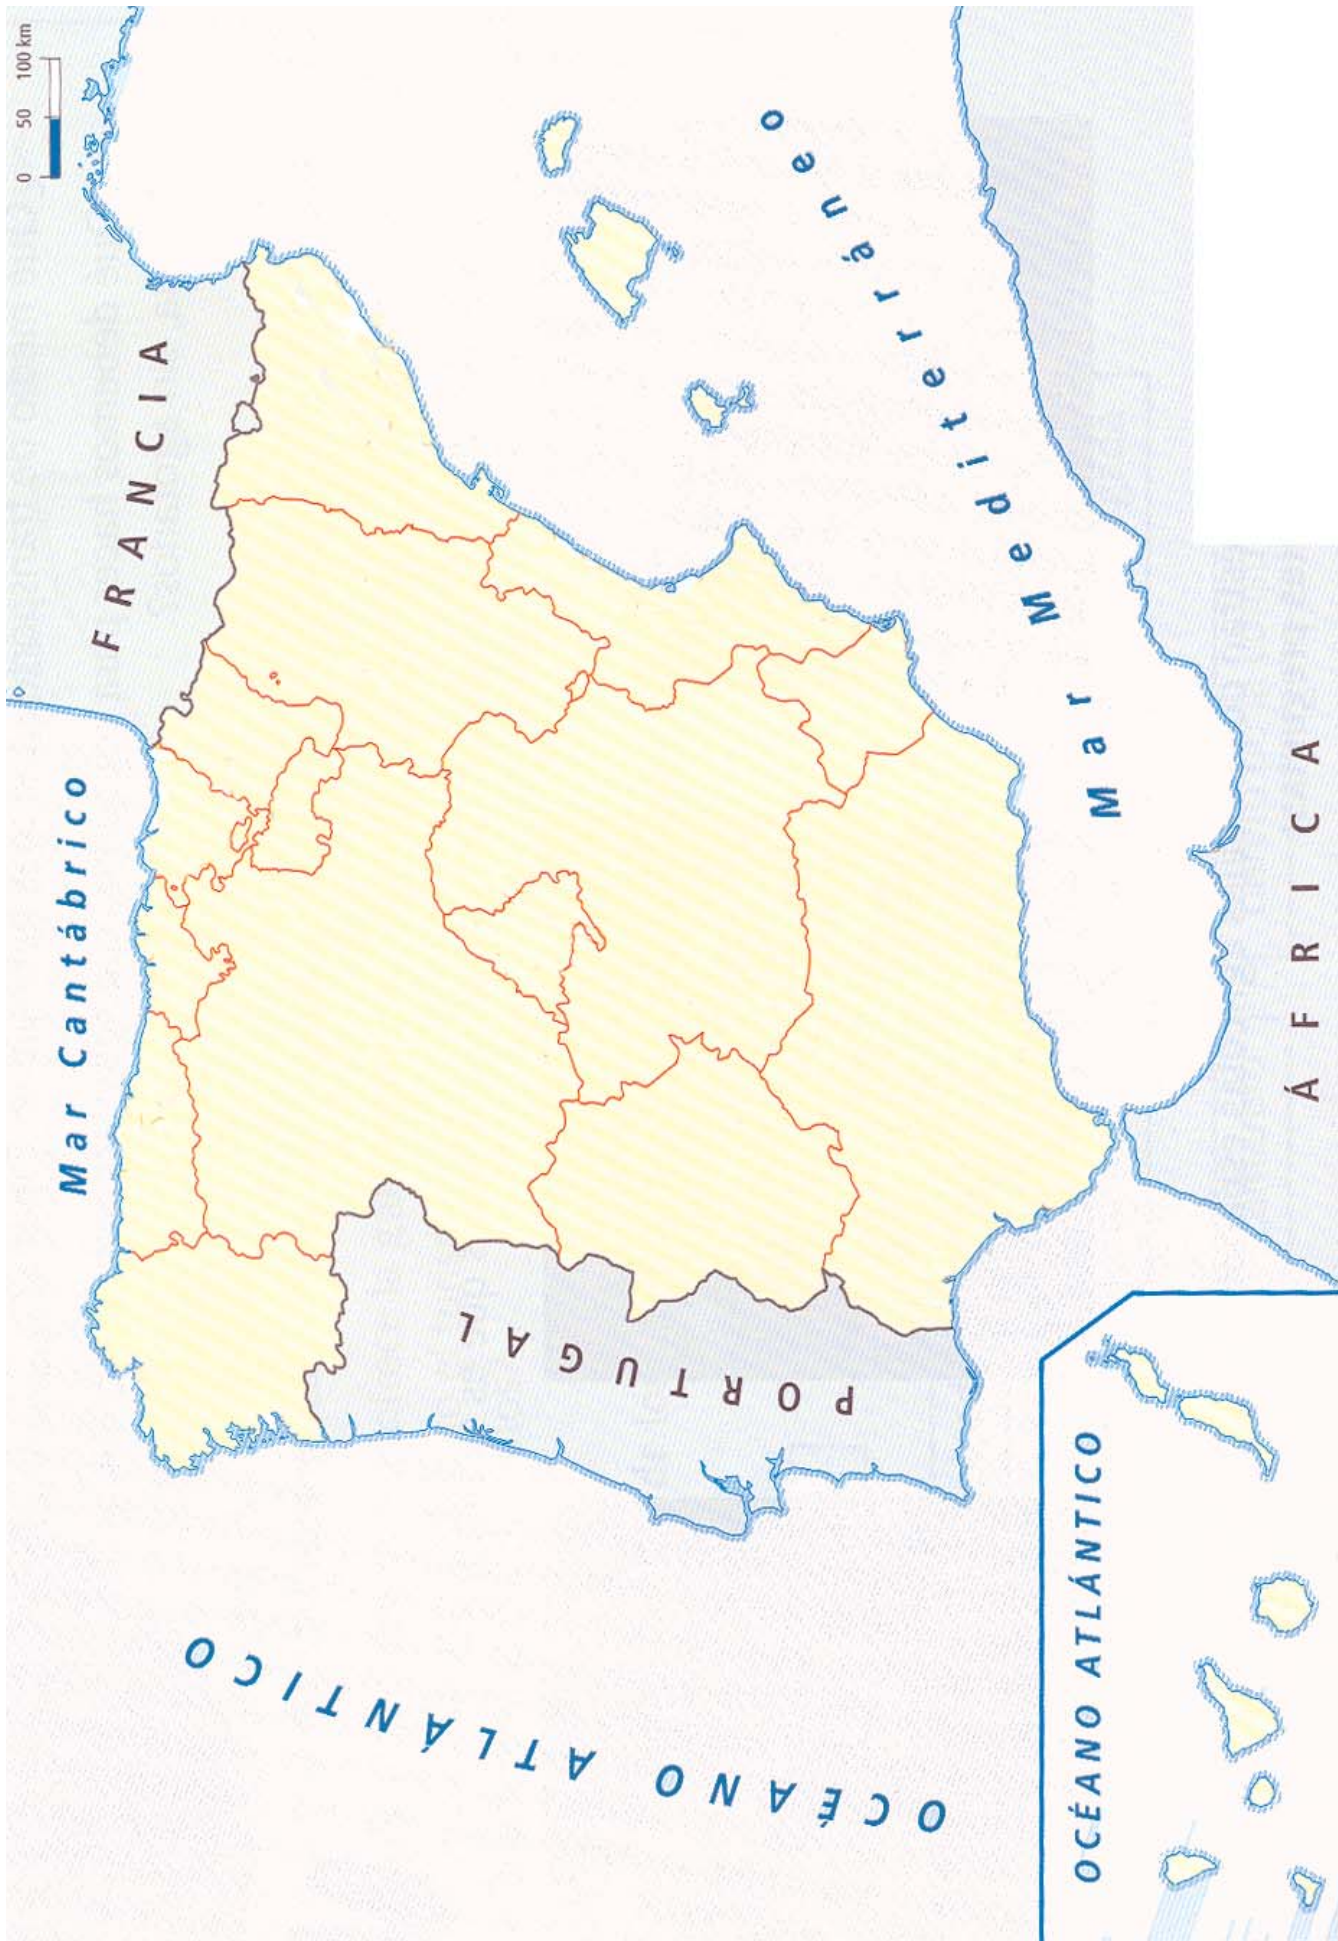 0 50 100 km
FRANCIA
Mar Cantábrico
Mar Mediterráneo
PORTUGAL
OCÉANO ATLÁNTICO
ÁFRICA
OCÉANO ATLÁNTICO